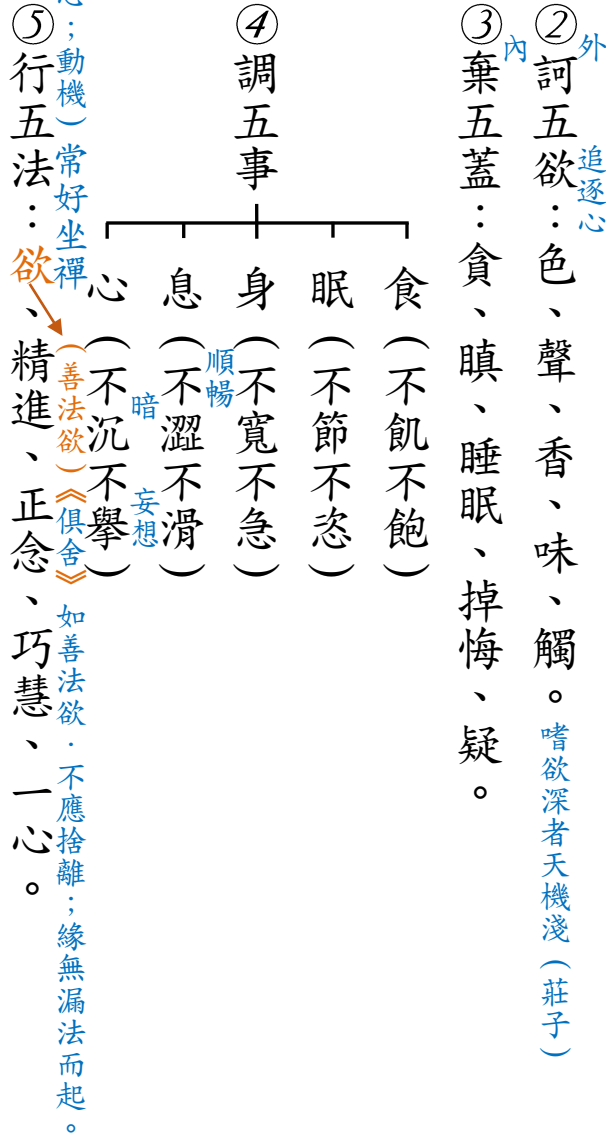 外
②訶五欲：色、聲、香、味、觸。嗜欲深者天機淺（莊子）
追逐心
內
③棄五蓋：貪、瞋、睡眠、掉悔、疑。
④調五事
食（不飢不飽）
眠（不節不恣）
身（不寬不急）
順暢
息（不澀不滑）
暗 妄想
心（不沉不舉）
（善法欲）《俱舍》 如善法欲．不應捨離；緣無漏法而起。
；動機）常好坐禪
⑤行五法：欲、精進、正念、巧慧、一心。